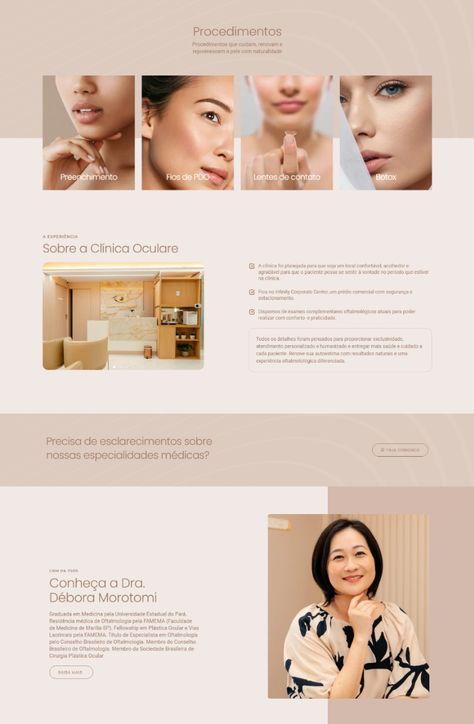 Procedimentos
Procedimentos que cuidam, renovam e
rejuvenescem a pele com naturalidade
Preenchimento
Fios de PDO
Lentes de contato
Botox
A EXPERIÊNCIA
Sobre a Clínica Oculare
A clínica foi planejada para que seja um local confortável, acolhedor e
agradável para que o paciente possa se sentir à vontade no período que estiver
na clínica.
Fica no Infinity Corporate Center, um prédio comercial com segurança e
estacionamento.
Dispomos de exames complementares oftalmológicos atuais para poder
realizar com conforto e praticidade.
Todos os detalhes foram pensados para proporcionar exclusividade,
atendimento personalizado e humanizado e entregar mais saúde e cuidado a
cada paciente. Renove sua autoestima com resultados naturais e uma
experiência oftalmológica diferenciada.
Precisa de esclarecimentos sobre
nossas especialidades médicas?
FALE CONOSCO
Conheça a Dra.
Débora Morotomi
Graduada em Medicina pela Universidade Estadual do Pará,
Residência médica de Oftalmologia pela FAMEMA (Faculdade
de Medicina de Marília-SP), Fellowship em Plástica Ocular e Vias
Lacrimais pela FAMEMA, Título de Especialista em Oftalmologia
pelo Conselho Brasileiro de Oftalmologia. Membro do Conselho
Brasileiro de Oftalmologia. Membro da Sociedade Brasileira de
Cirurgia Plástica Ocular
SAIBA MAIS